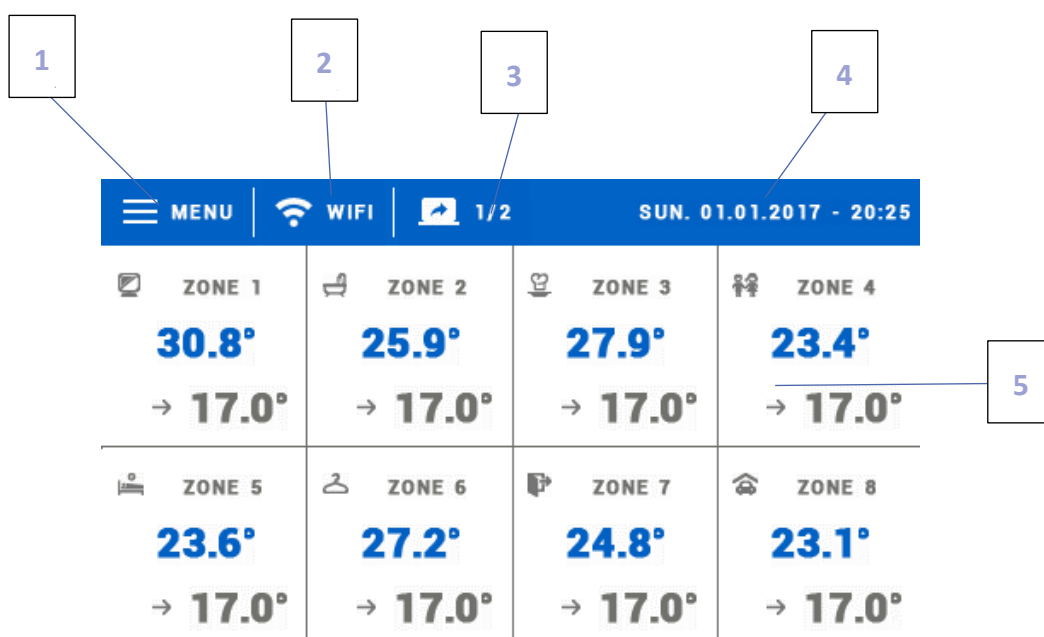 1
2
3
4
MENU WIFI 1/2 SUN. 01.01.2017 - 20:25
ZONE 1 ZONE 2 ZONE 3 ZONE 4
30.8° 25.9° 27.9° 23.4°
5
→ 17.0° → 17.0° → 17.0° → 17.0°
ZONE 5 ZONE 6 ZONE 7 ZONE 8
23.6° 27.2° 24.8° 23.1°
→ 17.0° → 17.0° → 17.0° → 17.0°